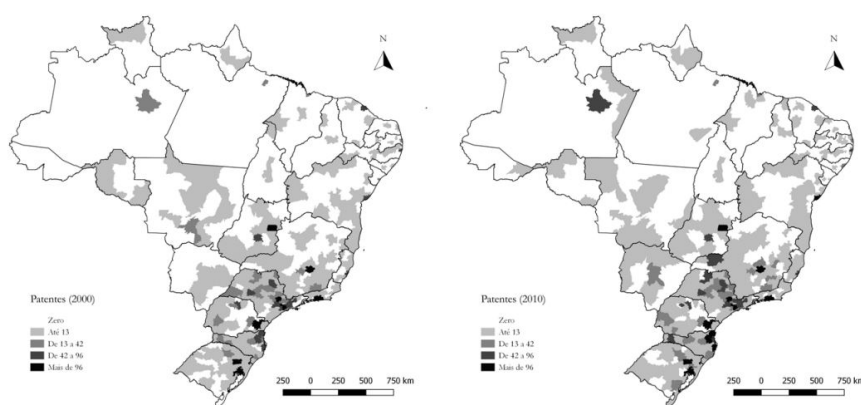 N
Patentes (2000)
Zero
Até 13
De 13 a 42
De 42 a 96
Mais de 96
250 0 250 500 750 km
N
Patentes (2010)
Zero
Até 13
De 13 a 42
De 42 a 96
Mais de 96
250 0 250 500 750 km